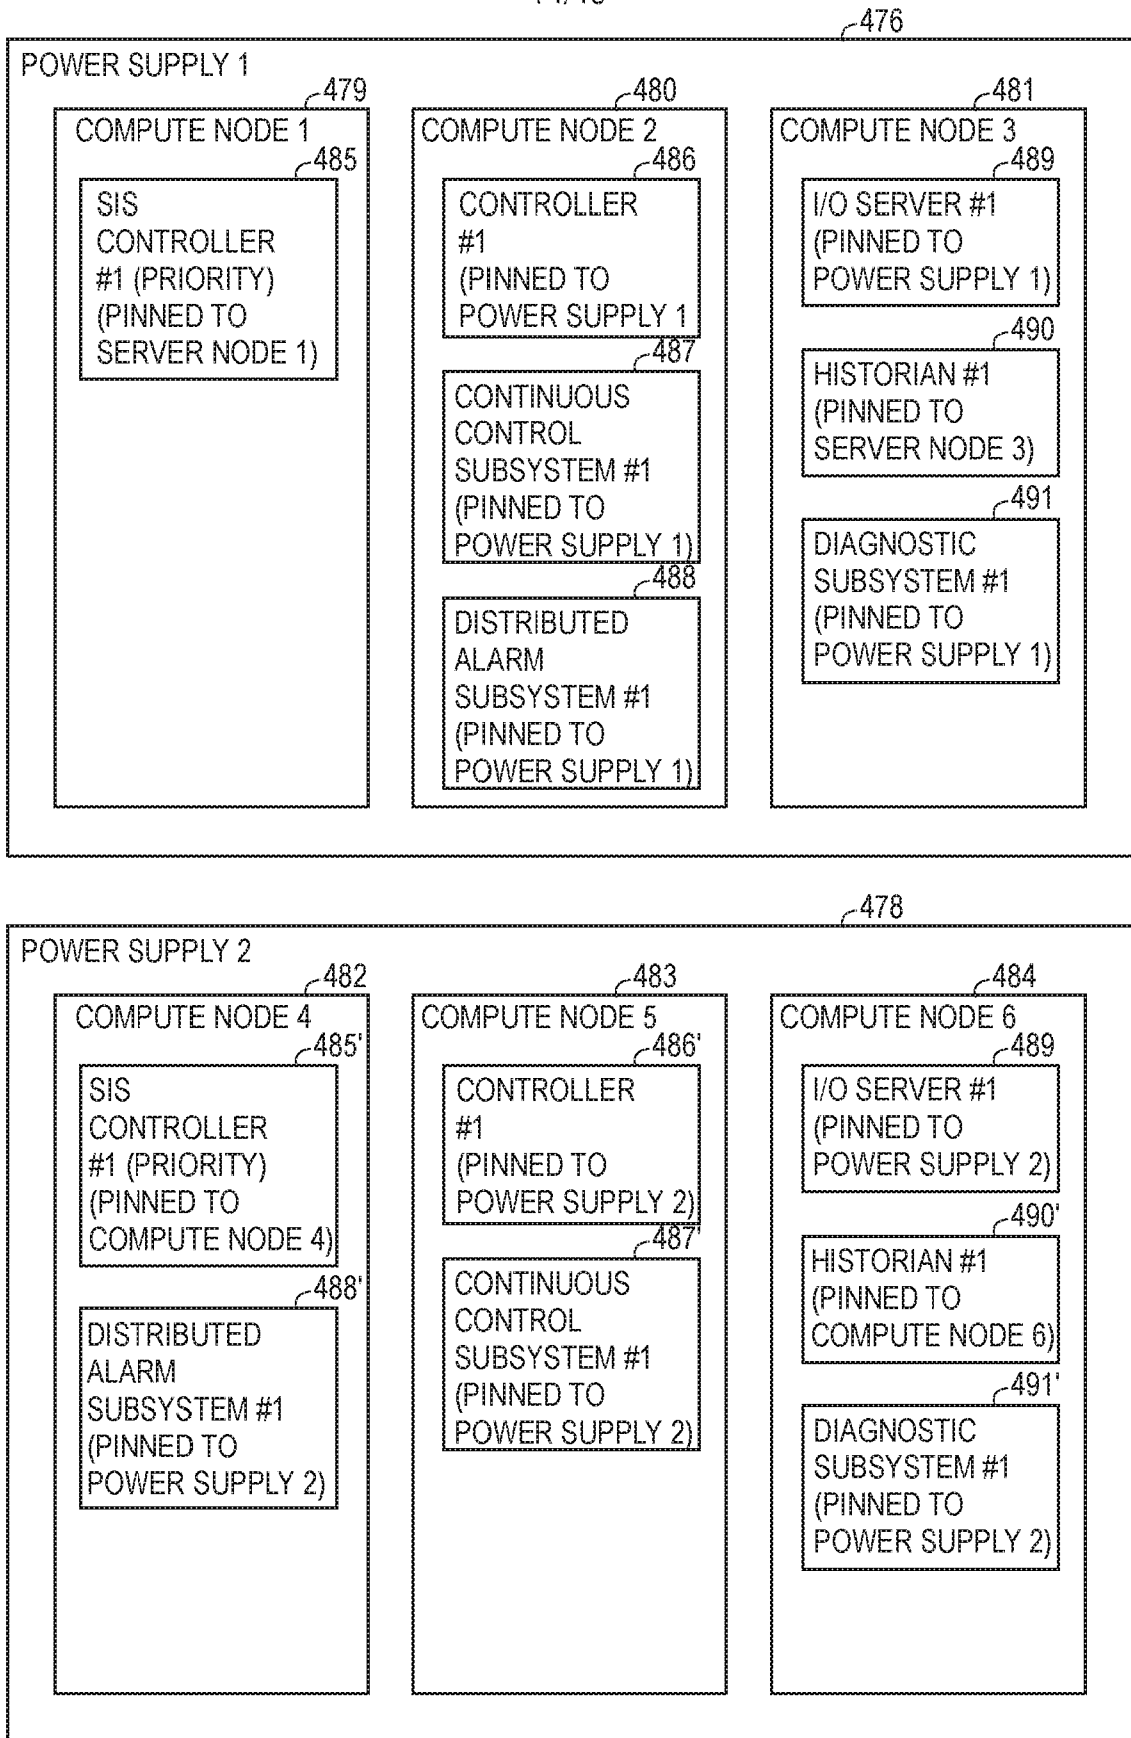 476
POWER SUPPLY 1
479
COMPUTE NODE 1
485
SIS
CONTROLLER
#1 (PRIORITY)
(PINNED TO
SERVER NODE 1)
480
COMPUTE NODE 2
486
CONTROLLER
#1
(PINNED TO
POWER SUPPLY 1
487
CONTINUOUS
CONTROL
SUBSYSTEM #1
(PINNED TO
POWER SUPPLY 1)
488
DISTRIBUTED
ALARM
SUBSYSTEM #1
(PINNED TO
POWER SUPPLY 1)
481
COMPUTE NODE 3
489
I/O SERVER #1
(PINNED TO
POWER SUPPLY 1)
490
HISTORIAN #1
(PINNED TO
SERVER NODE 3)
491
DIAGNOSTIC
SUBSYSTEM #1
(PINNED TO
POWER SUPPLY 1)
478
POWER SUPPLY 2
482
COMPUTE NODE 4
485'
SIS
CONTROLLER
#1 (PRIORITY)
(PINNED TO
COMPUTE NODE 4)
488'
DISTRIBUTED
ALARM
SUBSYSTEM #1
(PINNED TO
POWER SUPPLY 2)
483
COMPUTE NODE 5
486'
CONTROLLER
#1
(PINNED TO
POWER SUPPLY 2)
487'
CONTINUOUS
CONTROL
SUBSYSTEM #1
(PINNED TO
POWER SUPPLY 2)
484
COMPUTE NODE 6
489
I/O SERVER #1
(PINNED TO
POWER SUPPLY 2)
490'
HISTORIAN #1
(PINNED TO
COMPUTE NODE 6)
491'
DIAGNOSTIC
SUBSYSTEM #1
(PINNED TO
POWER SUPPLY 2)